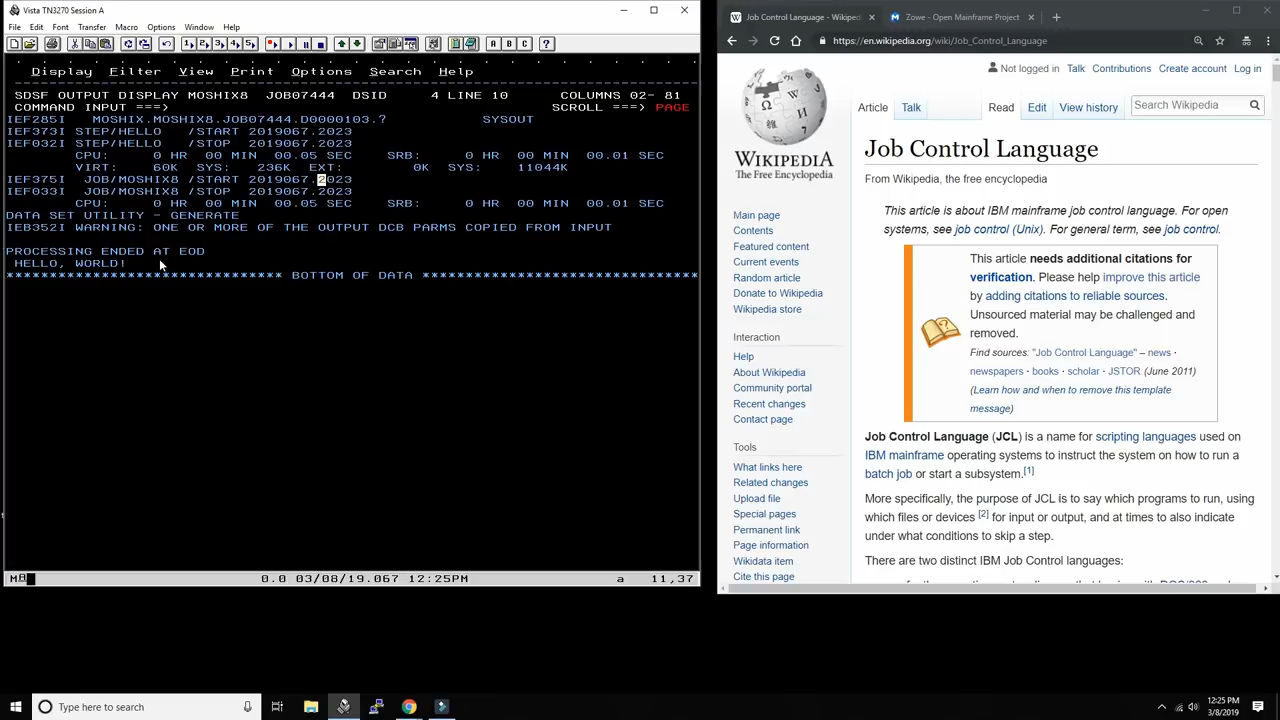 Vista TN3270 Session A
File Edit Font Transfer Macro Options Window Help
A B C
Display Filter View Print Options Search Help
SDSF OUTPUT DISPLAY MOSHIX8 JOB07444 DSID 4 LINE 10 COLUMNS 02- 81
COMMAND INPUT ===> SCROLL ===> PAGE
IEF285I MOSHIX.MOSHIX8.JOB07444.D0000103.? SYSOUT
IEF373I STEP/HELLO /START 2019067.2023
IEF032I STEP/HELLO /STOP 2019067.2023
CPU: 0 HR 00 MIN 00.05 SEC SRB: 0 HR 00 MIN 00.01 SEC
VIRT: 60K SYS: 236K EXT: 0K SYS: 11044K
IEF375I JOB/MOSHIX8 /START 2019067.2023
IEF033I JOB/MOSHIX8 /STOP 2019067.2023
CPU: 0 HR 00 MIN 00.05 SEC SRB: 0 HR 00 MIN 00.01 SEC
DATA SET UTILITY - GENERATE
IEB352I WARNING: ONE OR MORE OF THE OUTPUT DCB PARMS COPIED FROM INPUT
PROCESSING ENDED AT EOD
HELLO, WORLD!
******************************* BOTTOM OF DATA *******************************
0.0 03/08/19.067 12:25PM a 11,37
Job Control Language - Wikiped
Zowe - Open Mainframe Project
https://en.wikipedia.org/wiki/Job_Control_Language
Not logged in Talk Contributions Create account Log in
Article Talk Read Edit View history Search Wikipedia
WIKIPEDIA
The Free Encyclopedia
Main page
Contents
Featured content
Current events
Random article
Donate to Wikipedia
Wikipedia store
Interaction
Help
About Wikipedia
Community portal
Recent changes
Contact page
Tools
What links here
Related changes
Upload file
Special pages
Permanent link
Page information
Wikidata item
Cite this page
Job Control Language
From Wikipedia, the free encyclopedia
This article is about IBM mainframe job control language. For open
systems, see job control (Unix). For general term, see job control.
This article needs additional citations for
verification. Please help improve this article
by adding citations to reliable sources.
Unsourced material may be challenged and
removed.
Find sources: "Job Control Language" – news ·
newspapers · books · scholar · JSTOR (June 2011)
(Learn how and when to remove this template
message)
Job Control Language (JCL) is a name for scripting languages used on
IBM mainframe operating systems to instruct the system on how to run a
batch job or start a subsystem.[1]
More specifically, the purpose of JCL is to say which programs to run, using
which files or devices [2] for input or output, and at times to also indicate
under what conditions to skip a step.
There are two distinct IBM Job Control languages:
Type here to search
12:25 PM
3/8/2019